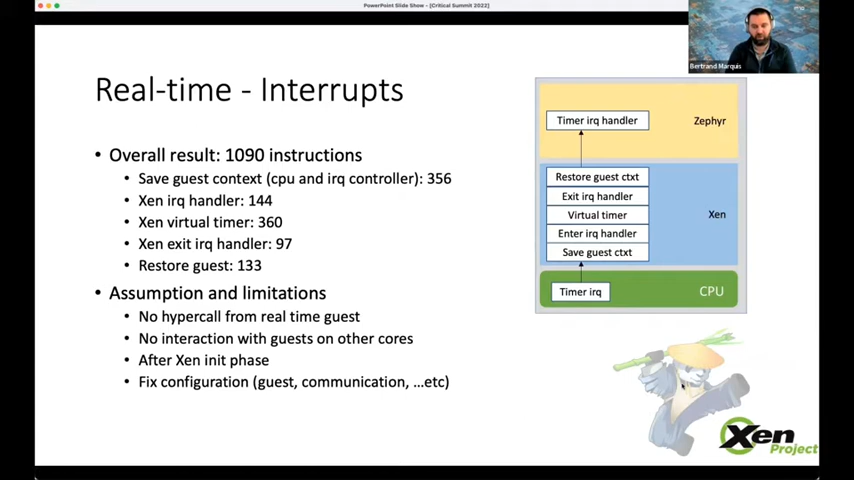 PowerPoint Slide Show - [Critical Summit 2022]
Bertrand Marquis
Real-time - Interrupts
• Overall result: 1090 instructions
• Save guest context (cpu and irq controller): 356
• Xen irq handler: 144
• Xen virtual timer: 360
• Xen exit irq handler: 97
• Restore guest: 133
• Assumption and limitations
• No hypercall from real time guest
• No interaction with guests on other cores
• After Xen init phase
• Fix configuration (guest, communication, ...etc)
Timer irq handler
Zephyr
Restore guest ctxt
Exit irq handler
Virtual timer
Xen
Enter irq handler
Save guest ctxt
Timer irq
CPU
Xen
Project